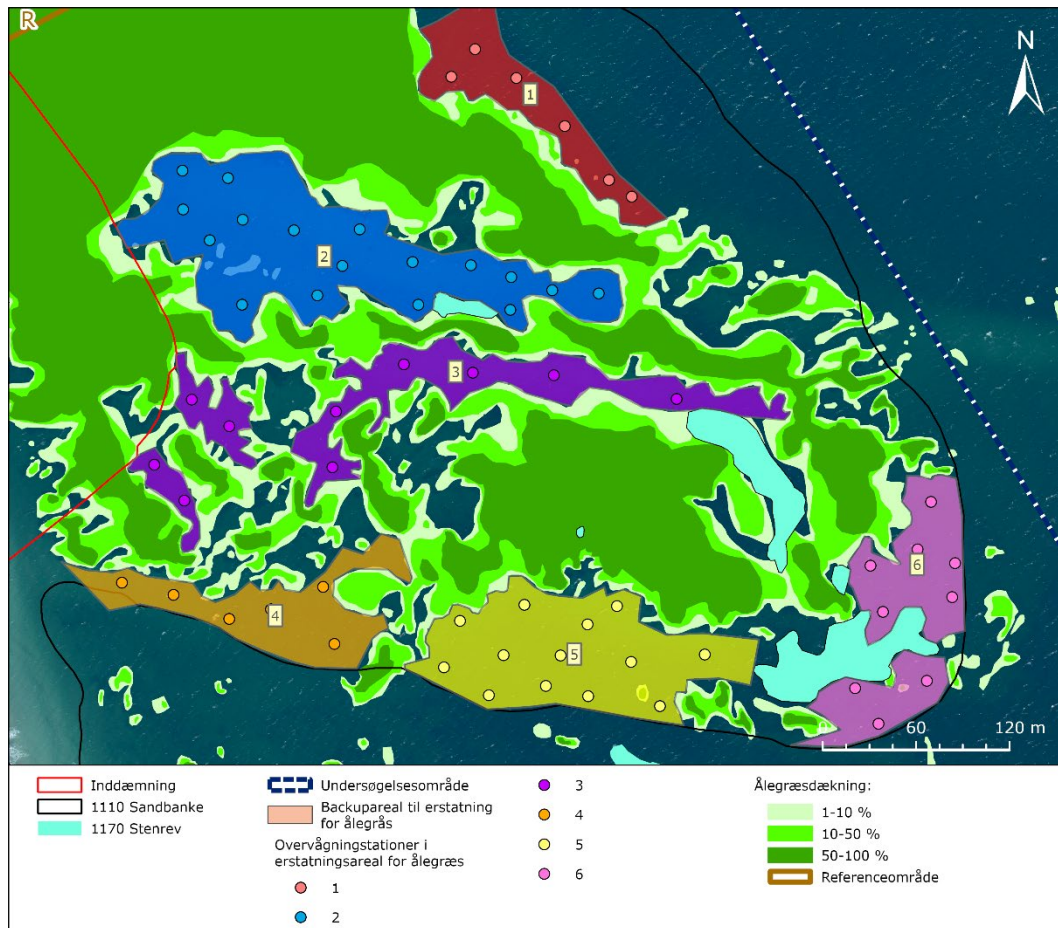 R
N
1
2
3
4
5
6
0 60 120 m
Inddæmning
1110 Sandbanke
1170 Stenrev
Undersøgelsesområde
Backupareal til erstatning
for ålegrås
Overvågningstationer i
erstatningsareal for ålegræs
1
2
3
4
5
6
Ålegræsdækning:
1-10 %
10-50 %
50-100 %
Referenceområde